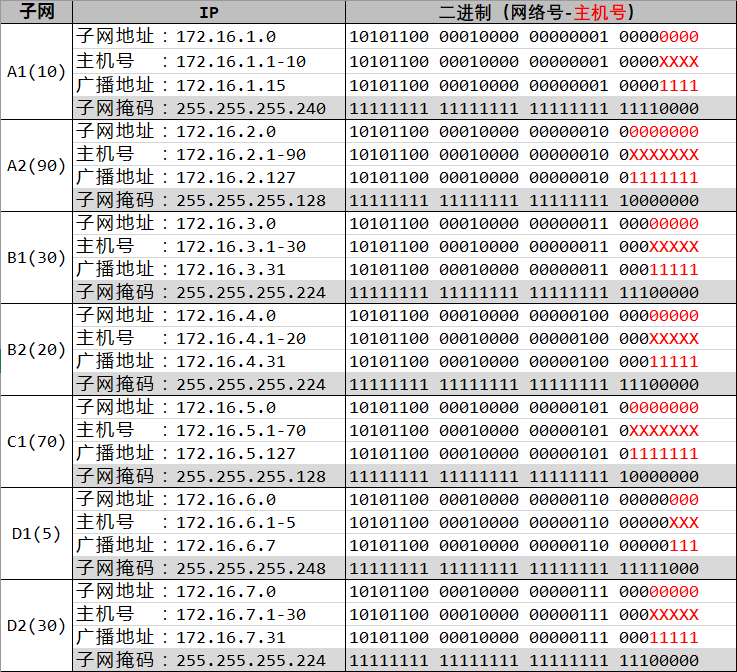 子网 IP 二进制（网络号-主机号）
子网地址：172.16.1.0 10101100 00010000 00000001 00000000
主机号 ：172.16.1.1-10 10101100 00010000 00000001 0000XXXX
A1(10)
广播地址：172.16.1.15 10101100 00010000 00000001 00001111
子网掩码：255.255.255.240 11111111 11111111 11111111 11110000
子网地址：172.16.2.0 10101100 00010000 00000010 00000000
主机号 ：172.16.2.1-90 10101100 00010000 00000010 0XXXXXXX
A2(90)
广播地址：172.16.2.127 10101100 00010000 00000010 01111111
子网掩码：255.255.255.128 11111111 11111111 11111111 10000000
子网地址：172.16.3.0 10101100 00010000 00000011 00000000
主机号 ：172.16.3.1-30 10101100 00010000 00000011 000XXXXX
B1(30)
广播地址：172.16.3.31 10101100 00010000 00000011 00011111
子网掩码：255.255.255.224 11111111 11111111 11111111 11100000
子网地址：172.16.4.0 10101100 00010000 00000100 00000000
主机号 ：172.16.4.1-20 10101100 00010000 00000100 000XXXXX
B2(20)
广播地址：172.16.4.31 10101100 00010000 00000100 00011111
子网掩码：255.255.255.224 11111111 11111111 11111111 11100000
子网地址：172.16.5.0 10101100 00010000 00000101 00000000
主机号 ：172.16.5.1-70 10101100 00010000 00000101 0XXXXXXX
C1(70)
广播地址：172.16.5.127 10101100 00010000 00000101 01111111
子网掩码：255.255.255.128 11111111 11111111 11111111 10000000
子网地址：172.16.6.0 10101100 00010000 00000110 00000000
主机号 ：172.16.6.1-5 10101100 00010000 00000110 00000XXX
D1(5)
广播地址：172.16.6.7 10101100 00010000 00000110 00000111
子网掩码：255.255.255.248 11111111 11111111 11111111 11111000
子网地址：172.16.7.0 10101100 00010000 00000111 00000000
主机号 ：172.16.7.1-30 10101100 00010000 00000111 000XXXXX
D2(30)
广播地址：172.16.7.31 10101100 00010000 00000111 00011111
子网掩码：255.255.255.224 11111111 11111111 11111111 11100000